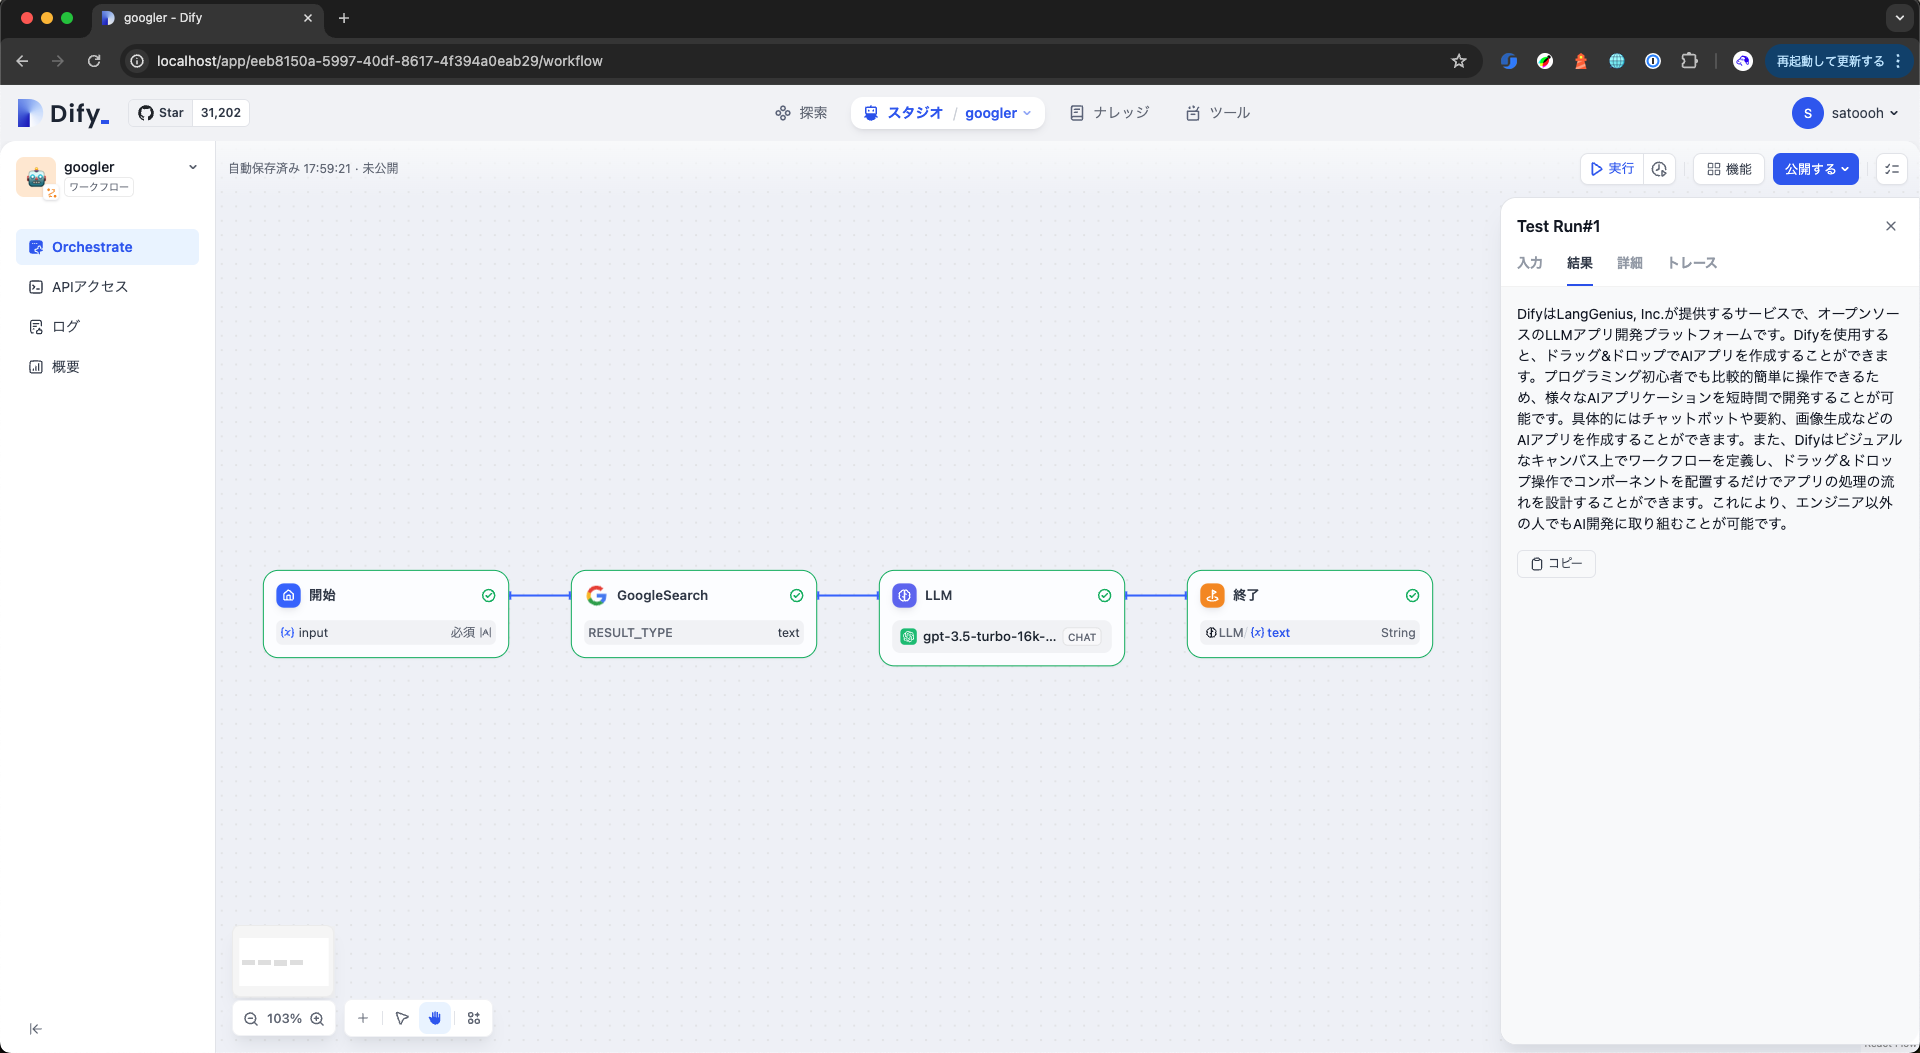 googler - Dify
localhost/app/eeb8150a-5997-40df-8617-4f394a0eab29/workflow
再起動して更新する
Dify_
Star 31,202
探索
スタジオ / googler
ナレッジ
ツール
S satoooh
googler
ワークフロー
自動保存済み 17:59:21 · 未公開
実行
機能
公開する
Orchestrate
APIアクセス
ログ
概要
Test Run#1
入力 結果 詳細 トレース
DifyはLangGenius, Inc.が提供するサービスで、オープンソー
スのLLMアプリ開発プラットフォームです。Difyを使用する
と、ドラッグ&ドロップでAIアプリを作成することができま
す。プログラミング初心者でも比較的簡単に操作できるた
め、様々なAIアプリケーションを短時間で開発することが可
能です。具体的にはチャットボットや要約、画像生成などの
AIアプリを作成することができます。また、Difyはビジュアル
なキャンバス上でワークフローを定義し、ドラッグ＆ドロッ
プ操作でコンポーネントを配置するだけでアプリの処理の流
れを設計することができます。これにより、エンジニア以外
の人でもAI開発に取り組むことが可能です。
コピー
開始
{x} input 必須
GoogleSearch
RESULT_TYPE text
LLM
gpt-3.5-turbo-16k-... CHAT
終了
LLM/ {x} text String
103%